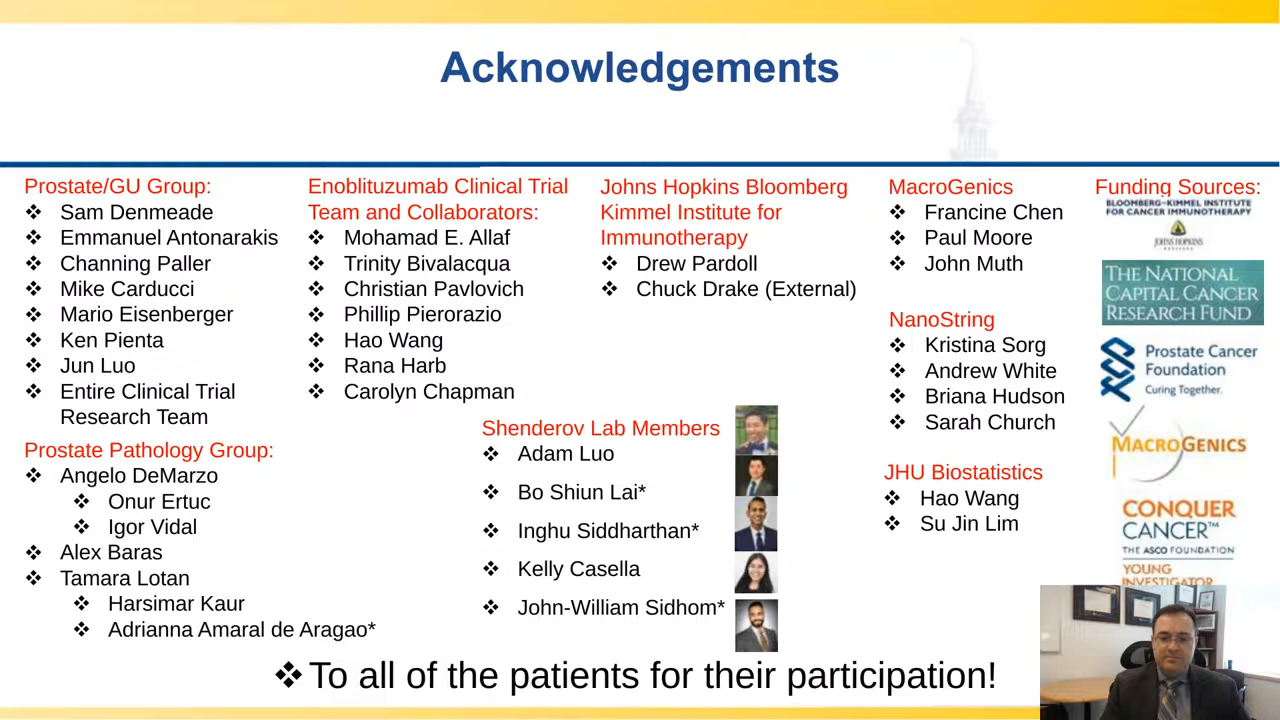 Acknowledgements
Prostate/GU Group:
❖ Sam Denmeade
❖ Emmanuel Antonarakis
❖ Channing Paller
❖ Mike Carducci
❖ Mario Eisenberger
❖ Ken Pienta
❖ Jun Luo
❖ Entire Clinical Trial
Research Team
Prostate Pathology Group:
❖ Angelo DeMarzo
❖ Onur Ertuc
❖ Igor Vidal
❖ Alex Baras
❖ Tamara Lotan
❖ Harsimar Kaur
❖ Adrianna Amaral de Aragao*
Enoblituzumab Clinical Trial
Team and Collaborators:
❖ Mohamad E. Allaf
❖ Trinity Bivalacqua
❖ Christian Pavlovich
❖ Phillip Pierorazio
❖ Hao Wang
❖ Rana Harb
❖ Carolyn Chapman
Johns Hopkins Bloomberg
Kimmel Institute for
Immunotherapy
❖ Drew Pardoll
❖ Chuck Drake (External)
Shenderov Lab Members
❖ Adam Luo
❖ Bo Shiun Lai*
❖ Inghu Siddharthan*
❖ Kelly Casella
❖ John-William Sidhom*
MacroGenics
❖ Francine Chen
❖ Paul Moore
❖ John Muth
NanoString
❖ Kristina Sorg
❖ Andrew White
❖ Briana Hudson
❖ Sarah Church
JHU Biostatistics
❖ Hao Wang
❖ Su Jin Lim
Funding Sources:
BLOOMBERG~KIMMEL INSTITUTE
FOR CANCER IMMUNOTHERAPY
JOHNS HOPKINS
THE NATIONAL
CAPITAL CANCER
RESEARCH FUND
Prostate Cancer
Foundation
Curing Together.
MACROGENICS
CONQUER
CANCER™
THE ASCO FOUNDATION
YOUNG
INVESTIGATOR
❖ To all of the patients for their participation!